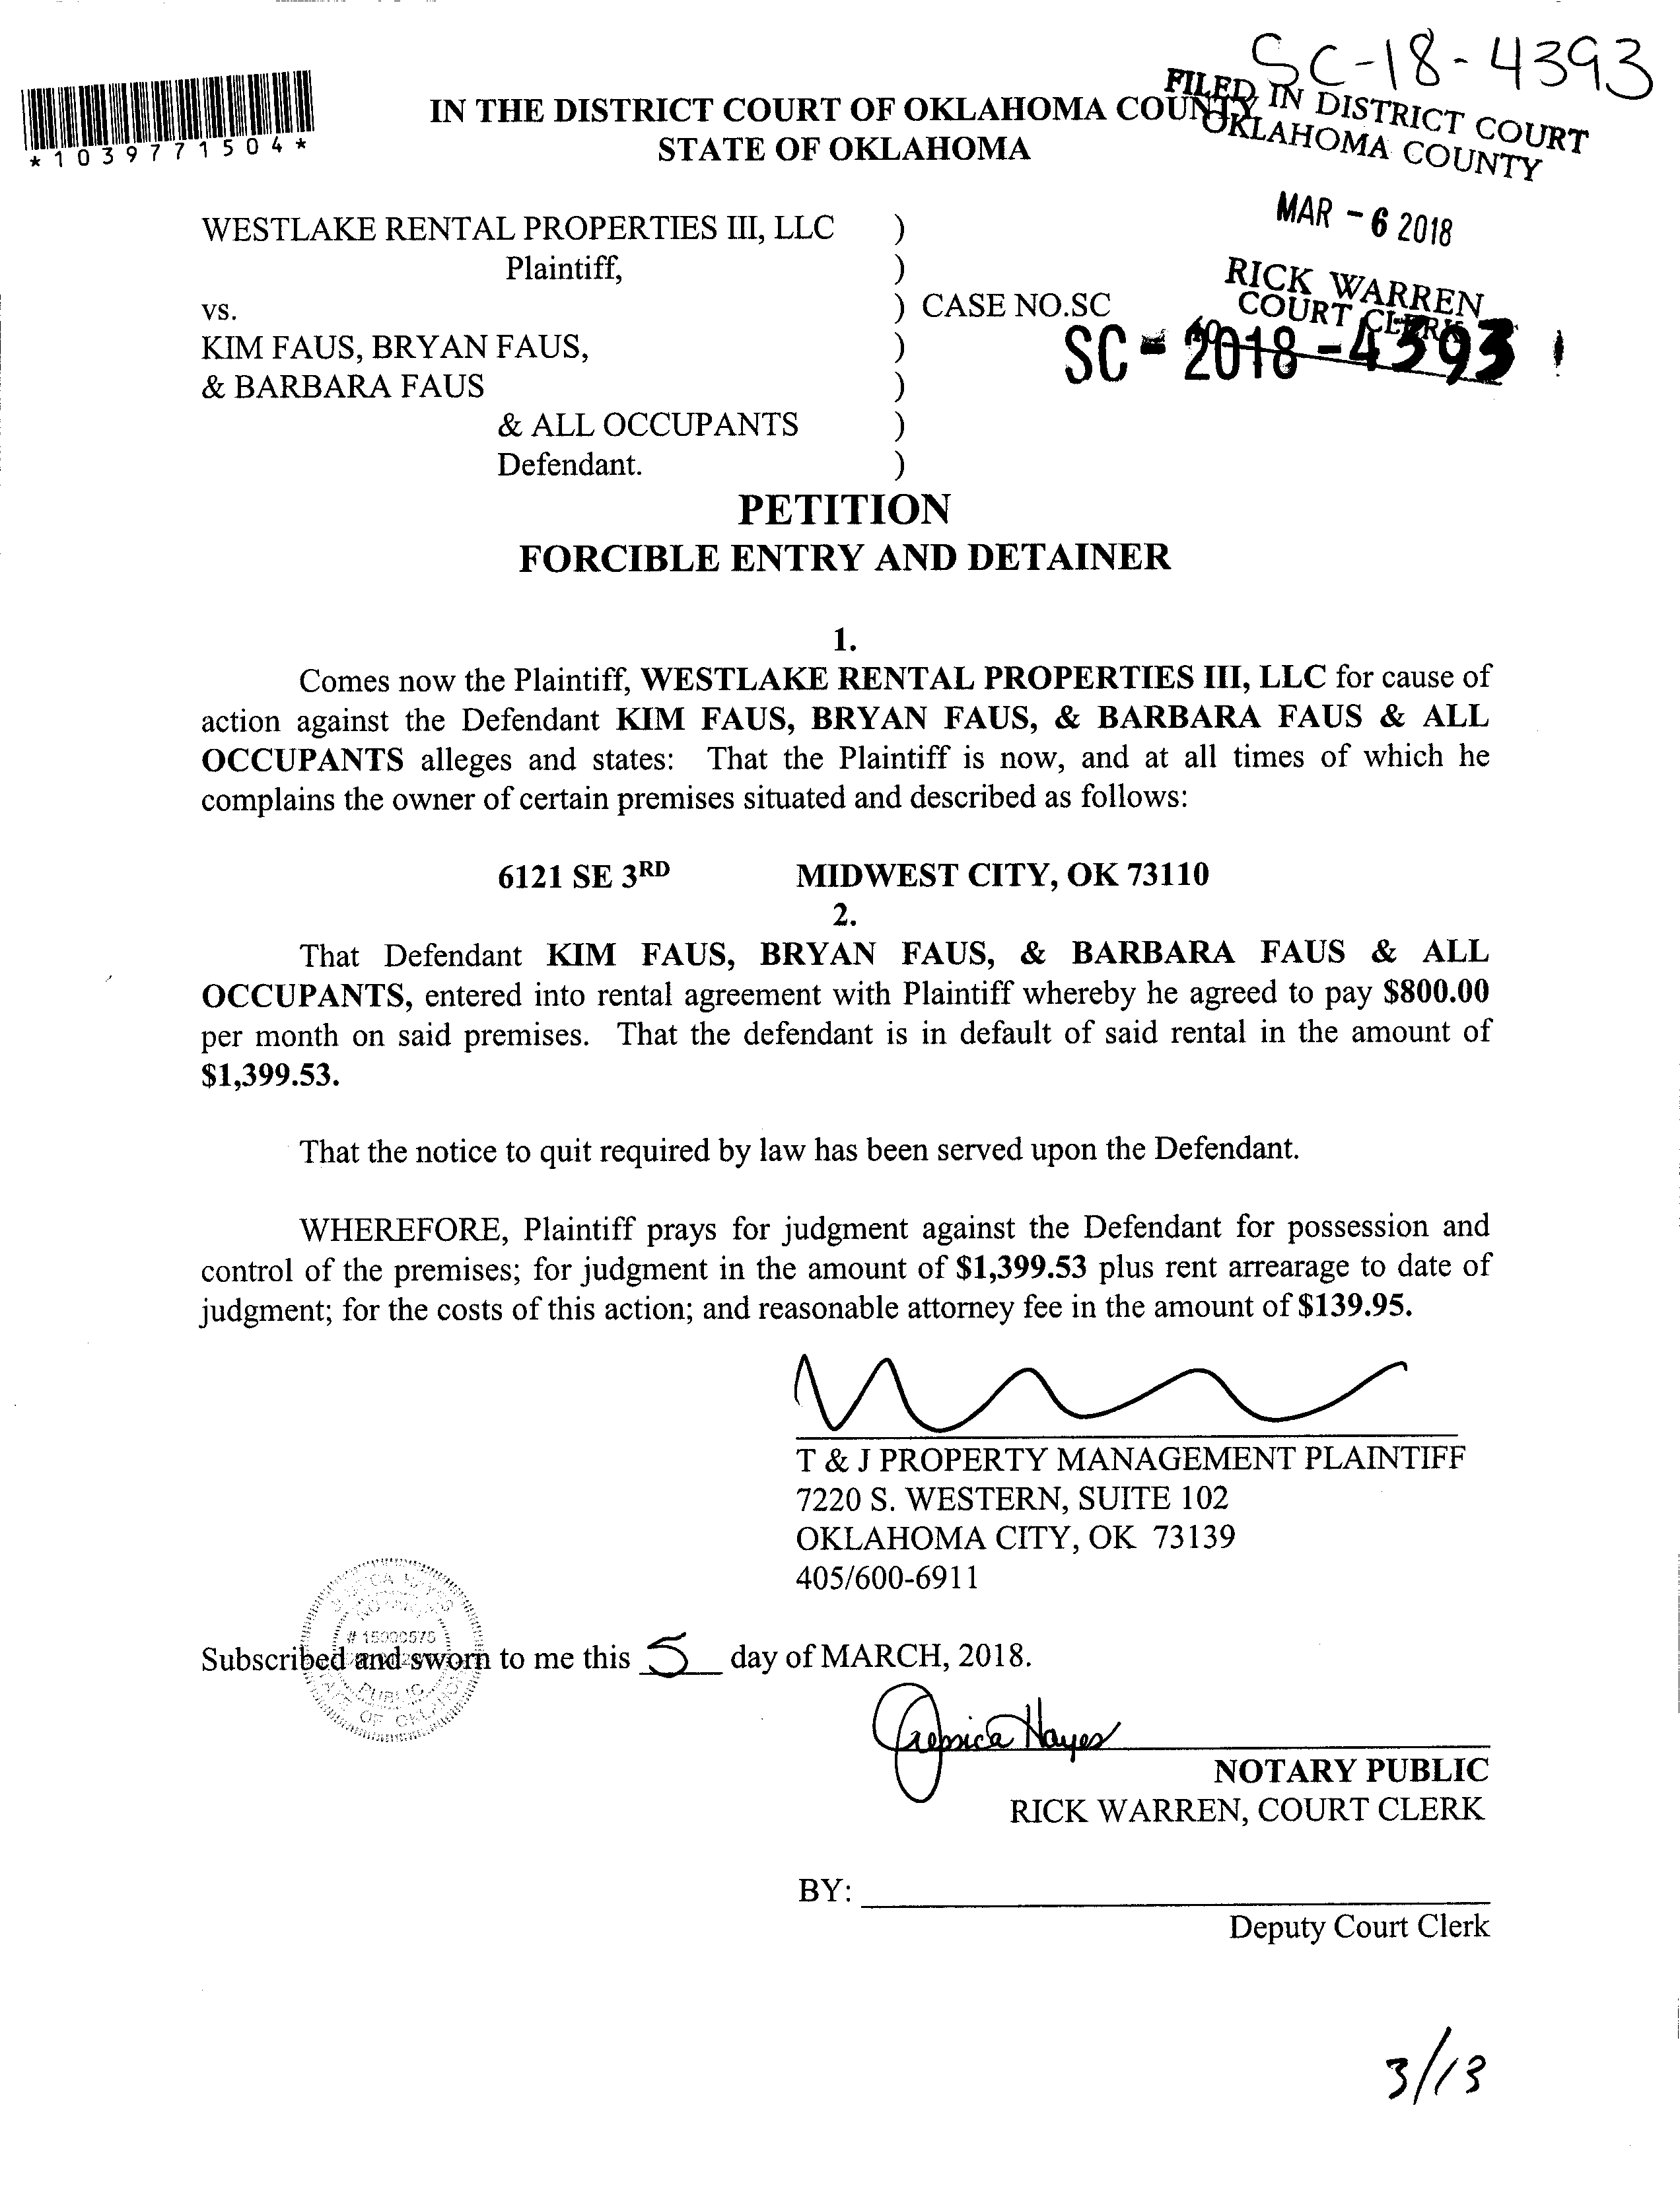 SC-18-4393
*1039771504*
IN THE DISTRICT COURT OF OKLAHOMA COUNTY
STATE OF OKLAHOMA
FILED IN DISTRICT COURT
OKLAHOMA COUNTY
MAR - 6 2018
RICK WARREN
COURT CLERK
WESTLAKE RENTAL PROPERTIES III, LLC )
Plaintiff, )
vs. ) CASE NO.SC
SC - 2018 - 4393
KIM FAUS, BRYAN FAUS, )
& BARBARA FAUS )
& ALL OCCUPANTS )
Defendant. )
PETITION
FORCIBLE ENTRY AND DETAINER
1.
Comes now the Plaintiff, WESTLAKE RENTAL PROPERTIES III, LLC for cause of
action against the Defendant KIM FAUS, BRYAN FAUS, & BARBARA FAUS & ALL
OCCUPANTS alleges and states: That the Plaintiff is now, and at all times of which he
complains the owner of certain premises situated and described as follows:
6121 SE 3RD MIDWEST CITY, OK 73110
2.
That Defendant KIM FAUS, BRYAN FAUS, & BARBARA FAUS & ALL
OCCUPANTS, entered into rental agreement with Plaintiff whereby he agreed to pay $800.00
per month on said premises. That the defendant is in default of said rental in the amount of
$1,399.53.
That the notice to quit required by law has been served upon the Defendant.
WHEREFORE, Plaintiff prays for judgment against the Defendant for possession and
control of the premises; for judgment in the amount of $1,399.53 plus rent arrearage to date of
judgment; for the costs of this action; and reasonable attorney fee in the amount of $139.95.
T & J PROPERTY MANAGEMENT PLAINTIFF
7220 S. WESTERN, SUITE 102
OKLAHOMA CITY, OK 73139
405/600-6911
# 15000575
PUBLIC
Subscribed and sworn to me this 5 day of MARCH, 2018.
Jessica Hayes
NOTARY PUBLIC
RICK WARREN, COURT CLERK
BY:
Deputy Court Clerk
3/13